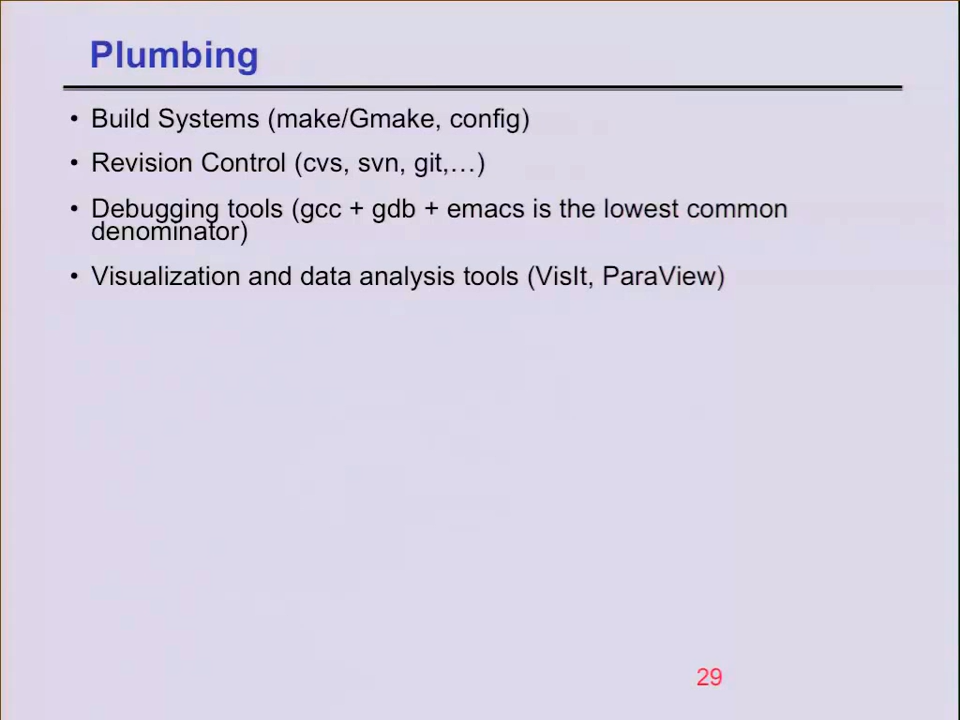 Plumbing
• Build Systems (make/Gmake, config)
• Revision Control (cvs, svn, git,…)
• Debugging tools (gcc + gdb + emacs is the lowest common
denominator)
• Visualization and data analysis tools (VisIt, ParaView)
29